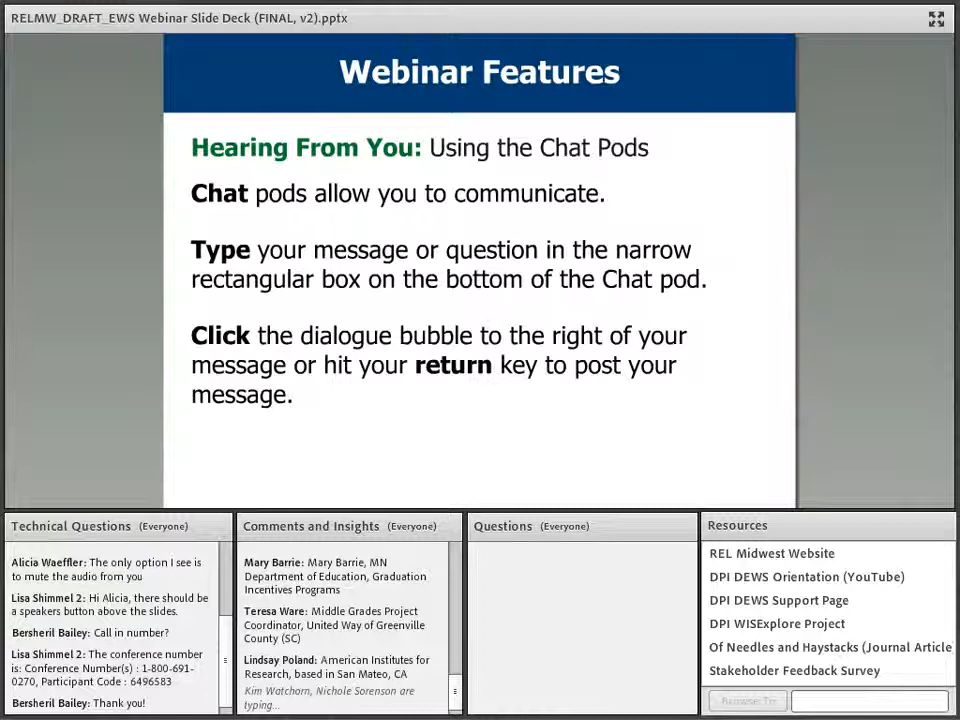 RELMW_DRAFT_EWS Webinar Slide Deck (FINAL, v2).pptx
Webinar Features
Hearing From You: Using the Chat Pods
Chat pods allow you to communicate.
Type your message or question in the narrow
rectangular box on the bottom of the Chat pod.
Click the dialogue bubble to the right of your
message or hit your return key to post your
message.
Technical Questions (Everyone)
Alicia Waeffler: The only option I see is
to mute the audio from you
Lisa Shimmel 2: Hi Alicia, there should be
a speakers button above the slides.
Bersheril Bailey: Call in number?
Lisa Shimmel 2: The conference number
is: Conference Number(s) : 1-800-691-
0270, Participant Code : 6496583
Bersheril Bailey: Thank you!
Comments and Insights (Everyone)
Mary Barrie: Mary Barrie, MN
Department of Education, Graduation
Incentives Programs
Teresa Ware: Middle Grades Project
Coordinator, United Way of Greenville
County (SC)
Lindsay Poland: American Institutes for
Research, based in San Mateo, CA
Kim Watchorn, Nichole Sorenson are
typing...
Questions (Everyone)
Resources
REL Midwest Website
DPI DEWS Orientation (YouTube)
DPI DEWS Support Page
DPI WISExplore Project
Of Needles and Haystacks (Journal Article
Stakeholder Feedback Survey
Browse To